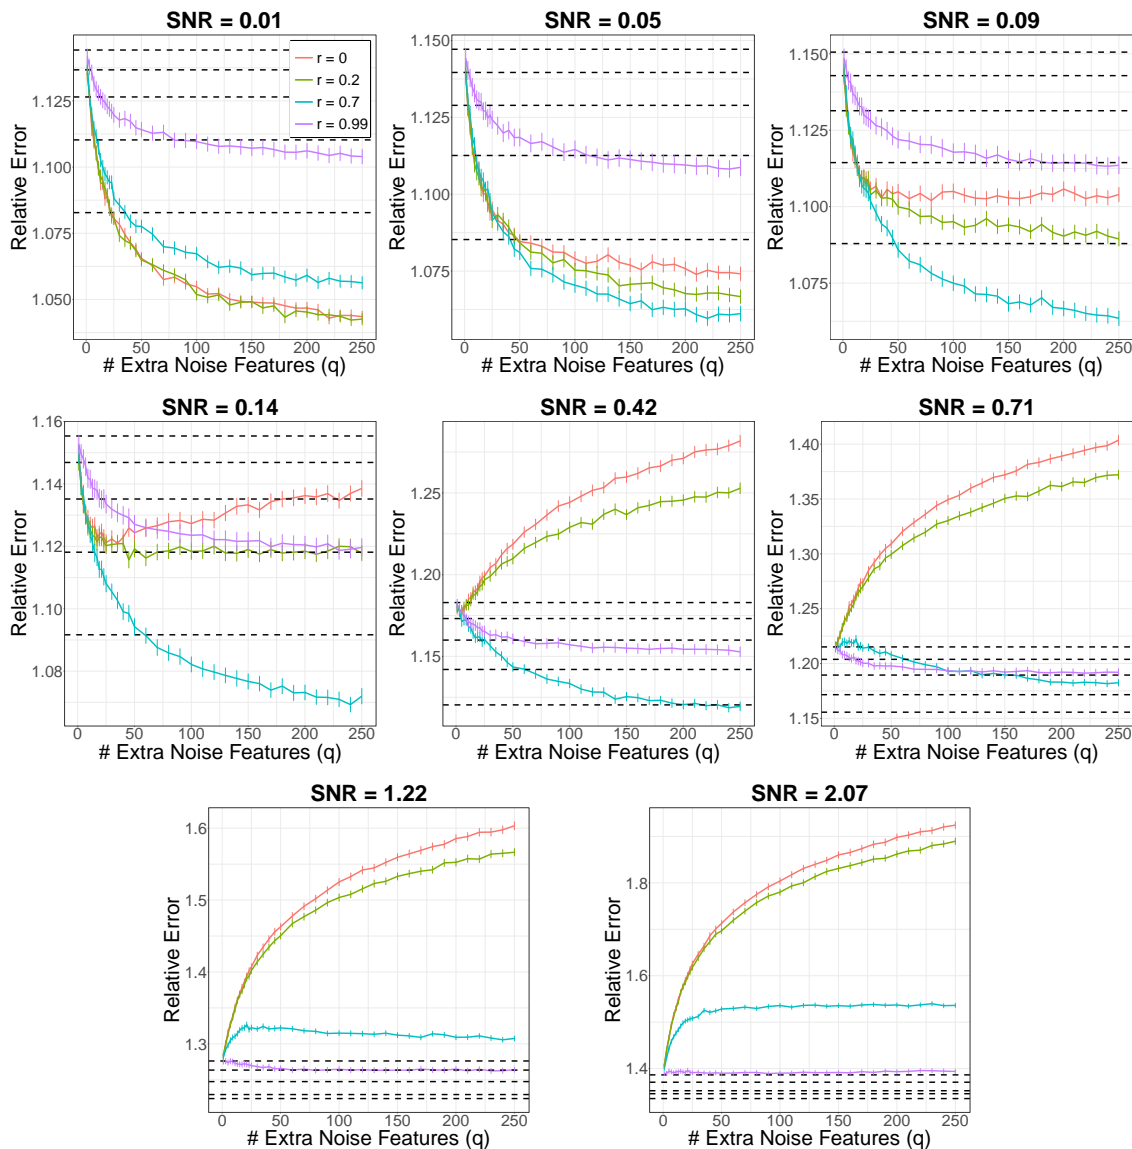 SNR = 0.01
SNR = 0.05
SNR = 0.09
r = 0
r = 0.2
r = 0.7
r = 0.99
Relative Error
1.125
1.100
1.075
1.050
0 50 100 150 200 250
# Extra Noise Features (q)
Relative Error
1.150
1.125
1.100
1.075
0 50 100 150 200 250
# Extra Noise Features (q)
Relative Error
1.150
1.125
1.100
1.075
0 50 100 150 200 250
# Extra Noise Features (q)
SNR = 0.14
SNR = 0.42
SNR = 0.71
Relative Error
1.16
1.14
1.12
1.10
1.08
0 50 100 150 200 250
# Extra Noise Features (q)
Relative Error
1.25
1.20
1.15
0 50 100 150 200 250
# Extra Noise Features (q)
Relative Error
1.40
1.35
1.30
1.25
1.20
1.15
0 50 100 150 200 250
# Extra Noise Features (q)
SNR = 1.22
SNR = 2.07
Relative Error
1.6
1.5
1.4
1.3
0 50 100 150 200 250
# Extra Noise Features (q)
Relative Error
1.8
1.6
1.4
0 50 100 150 200 250
# Extra Noise Features (q)